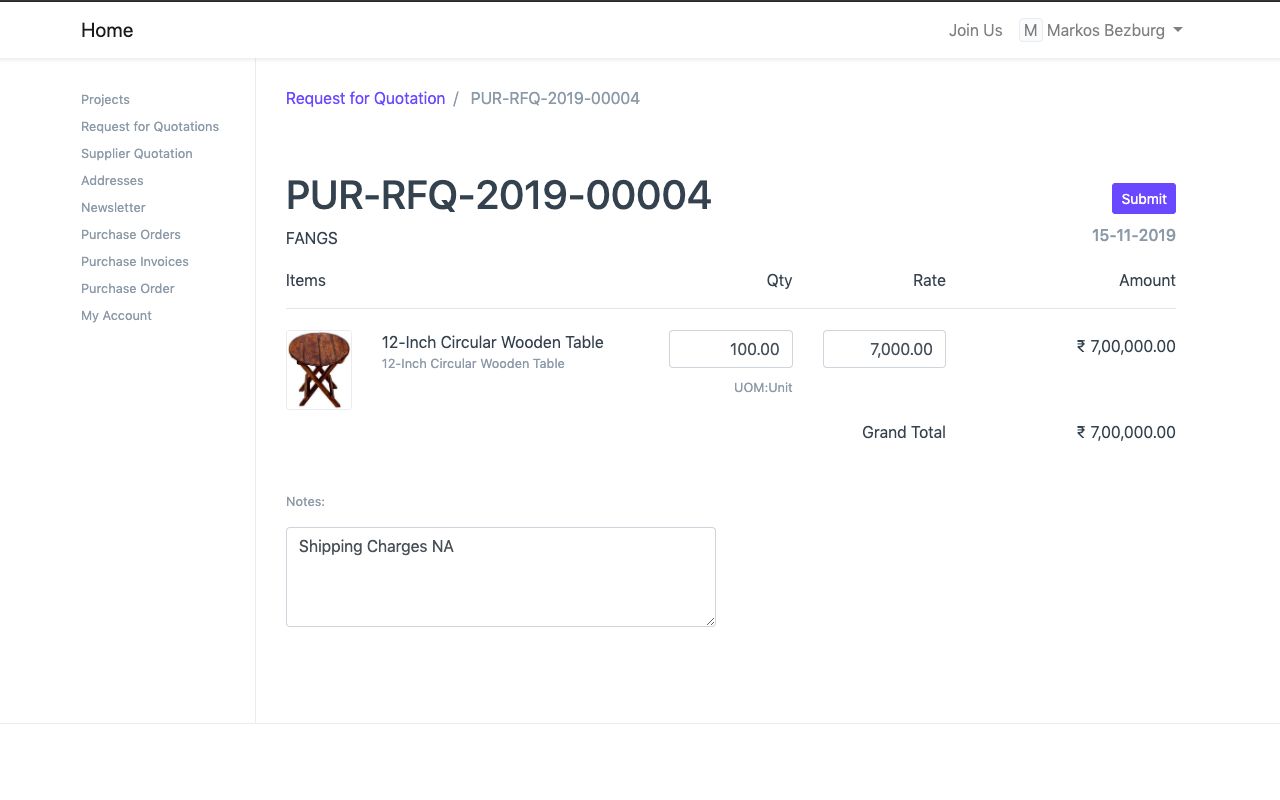 Home
Join Us
M Markos Bezburg
Projects
Request for Quotations
Supplier Quotation
Addresses
Newsletter
Purchase Orders
Purchase Invoices
Purchase Order
My Account
Request for Quotation / PUR-RFQ-2019-00004
PUR-RFQ-2019-00004
Submit
FANGS
15-11-2019
Items Qty Rate Amount
12-Inch Circular Wooden Table 100.00 7,000.00 ₹ 7,00,000.00
12-Inch Circular Wooden Table
UOM:Unit
Grand Total ₹ 7,00,000.00
Notes:
Shipping Charges NA